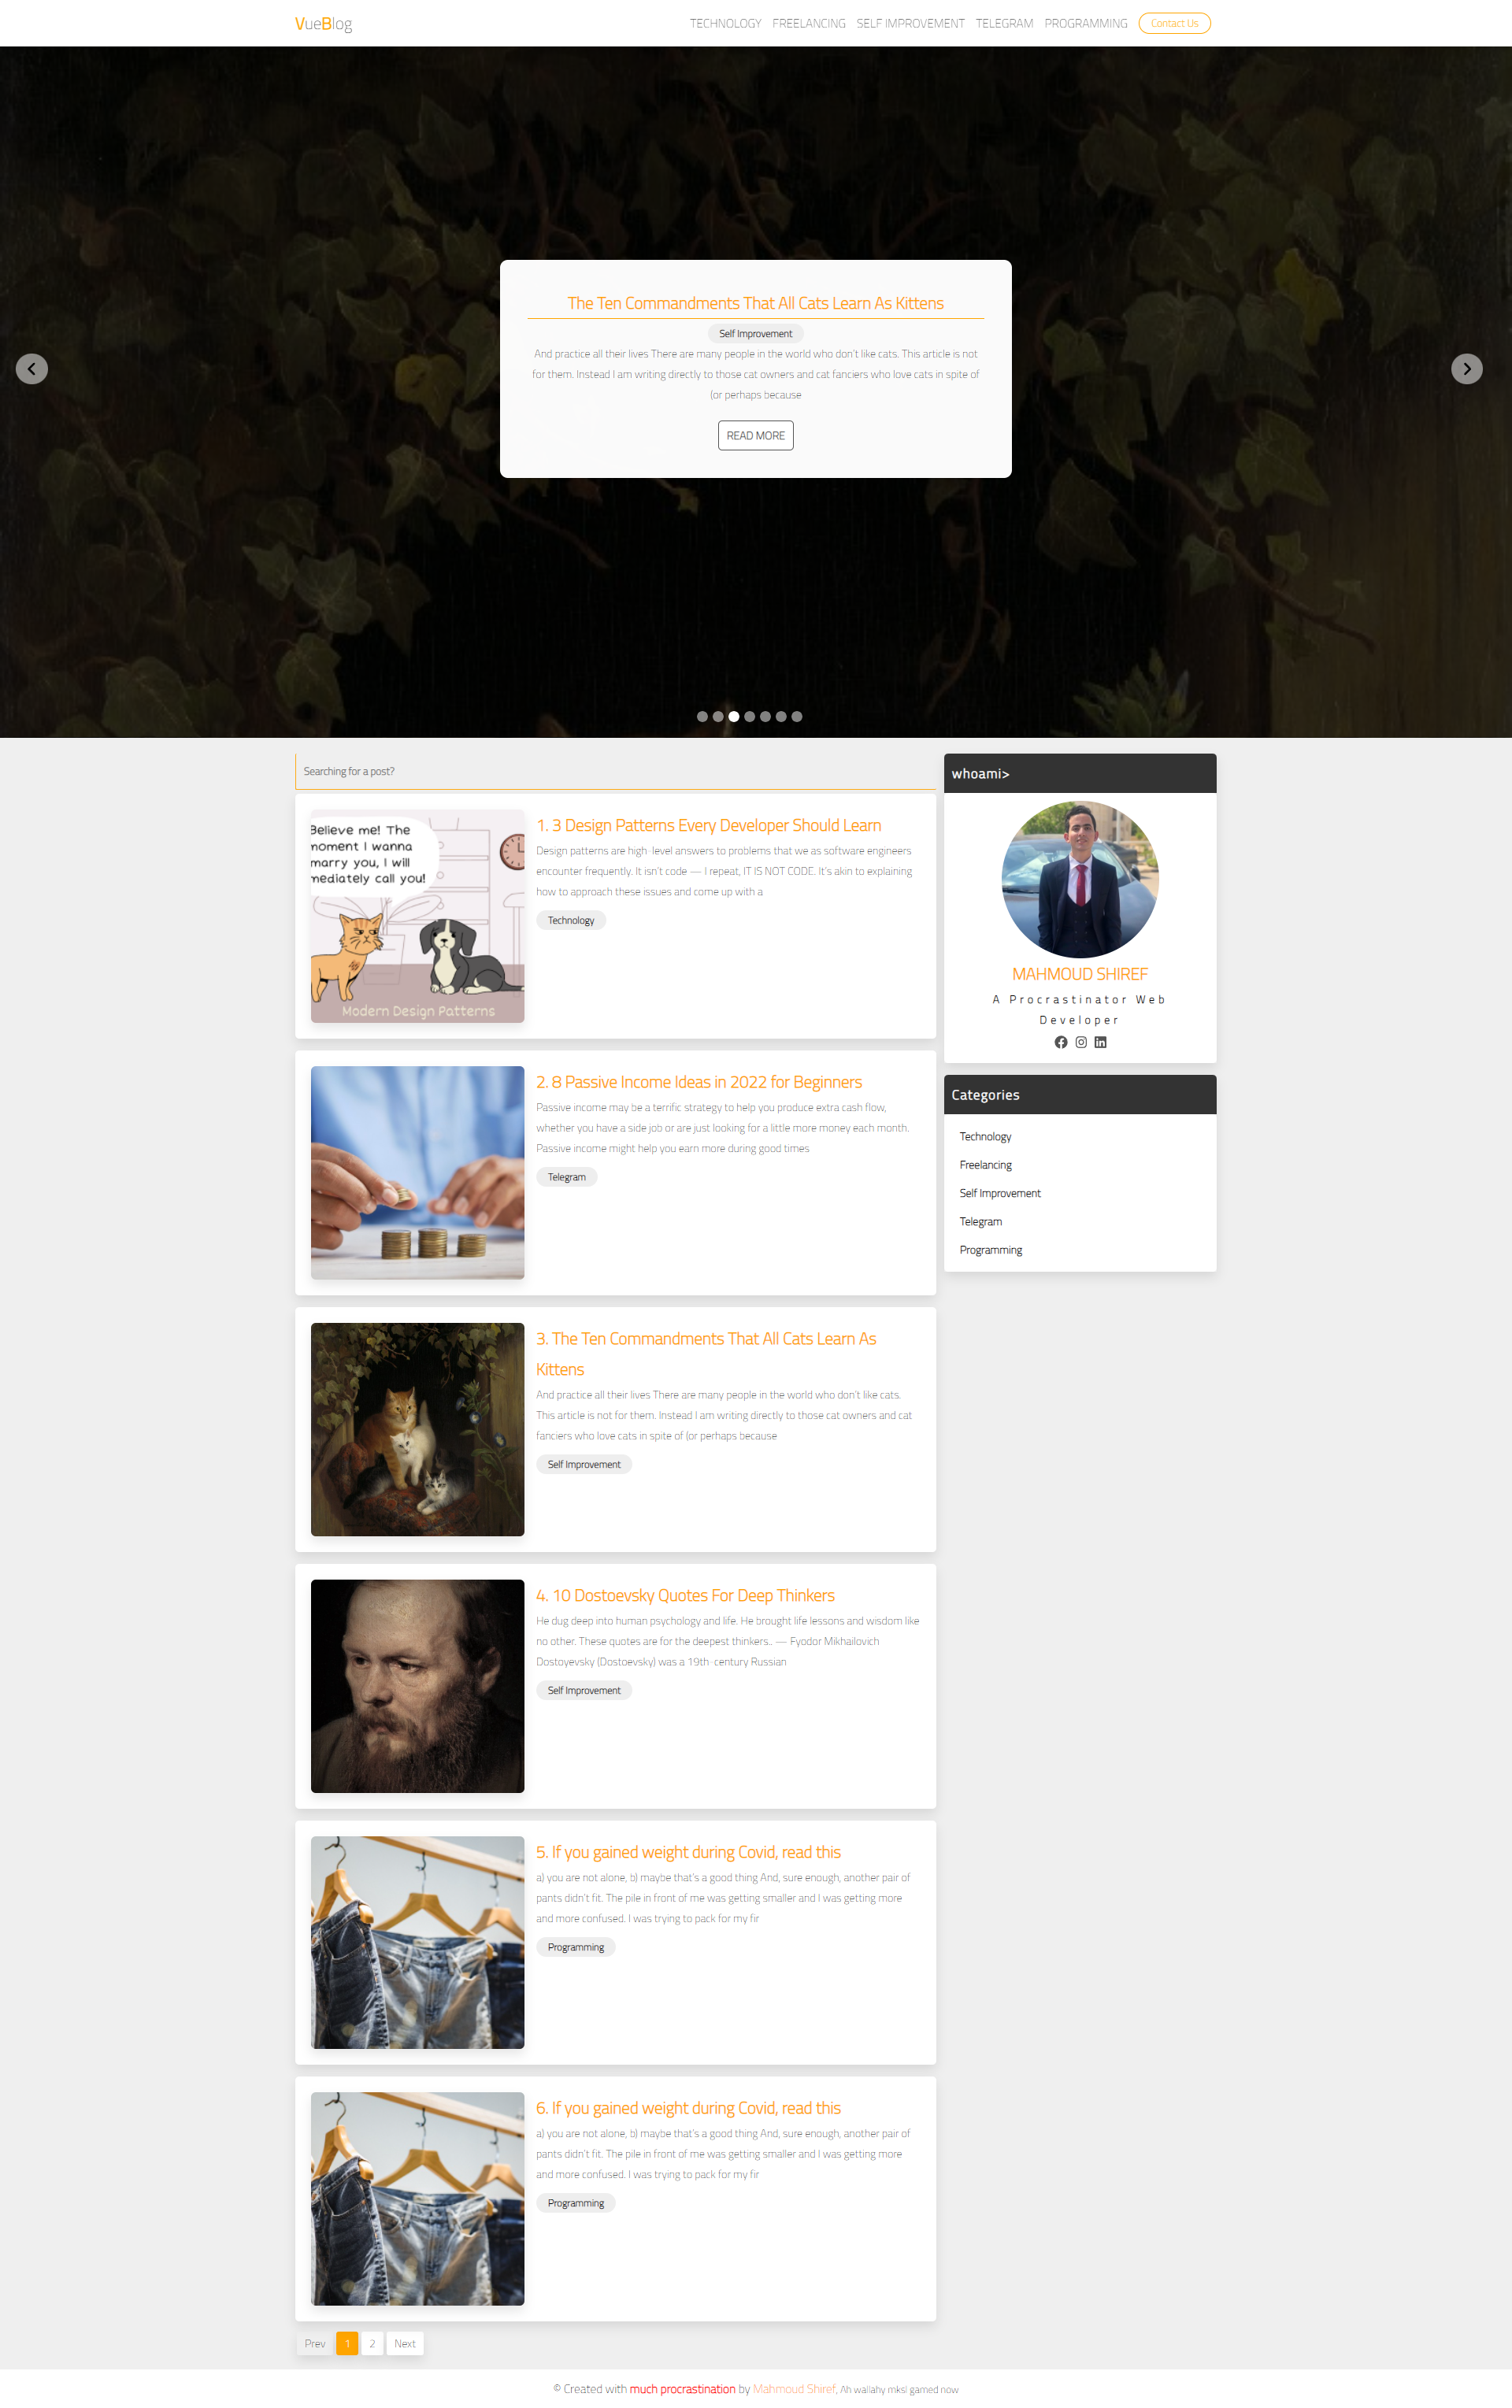 VueBlog
TECHNOLOGY FREELANCING SELF IMPROVEMENT TELEGRAM PROGRAMMING Contact Us
The Ten Commandments That All Cats Learn As Kittens
Self Improvement
And practice all their lives There are many people in the world who don't like cats. This article is not
for them. Instead I am writing directly to those cat owners and cat fanciers who love cats in spite of
(or perhaps because
READ MORE
Searching for a post?
Believe me! The
moment I wanna
marry you, I will
mediately call you!
Modern Design Patterns
1. 3 Design Patterns Every Developer Should Learn
Design patterns are high-level answers to problems that we as software engineers
encounter frequently. It isn't code — I repeat, IT IS NOT CODE. It's akin to explaining
how to approach these issues and come up with a
Technology
2. 8 Passive Income Ideas in 2022 for Beginners
Passive income may be a terrific strategy to help you produce extra cash flow,
whether you have a side job or are just looking for a little more money each month.
Passive income might help you earn more during good times
Telegram
3. The Ten Commandments That All Cats Learn As
Kittens
And practice all their lives There are many people in the world who don't like cats.
This article is not for them. Instead I am writing directly to those cat owners and cat
fanciers who love cats in spite of (or perhaps because
Self Improvement
4. 10 Dostoevsky Quotes For Deep Thinkers
He dug deep into human psychology and life. He brought life lessons and wisdom like
no other. These quotes are for the deepest thinkers.. — Fyodor Mikhailovich
Dostoyevsky (Dostoevsky) was a 19th-century Russian
Self Improvement
5. If you gained weight during Covid, read this
a) you are not alone, b) maybe that's a good thing And, sure enough, another pair of
pants didn't fit. The pile in front of me was getting smaller and I was getting more
and more confused. I was trying to pack for my fir
Programming
6. If you gained weight during Covid, read this
a) you are not alone, b) maybe that's a good thing And, sure enough, another pair of
pants didn't fit. The pile in front of me was getting smaller and I was getting more
and more confused. I was trying to pack for my fir
Programming
Prev 1 2 Next
whoami>
MAHMOUD SHIREF
A Procrastinator Web
Developer
Categories
Technology
Freelancing
Self Improvement
Telegram
Programming
© Created with much procrastination by Mahmoud Shiref, Ah wallahy mksl gamed now